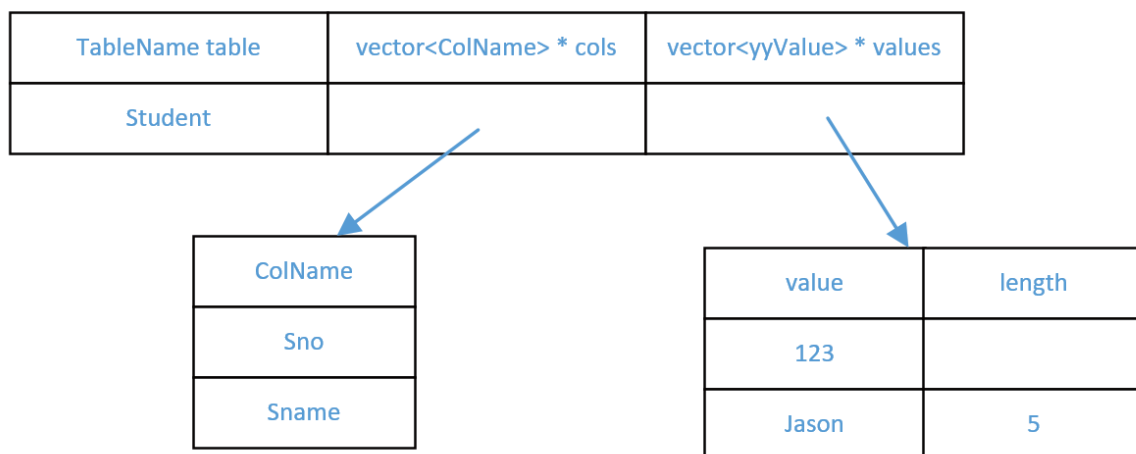 TableName table
vector<ColName> * cols
vector<yyValue> * values
Student
ColName
Sno
Sname
value
length
123
Jason
5